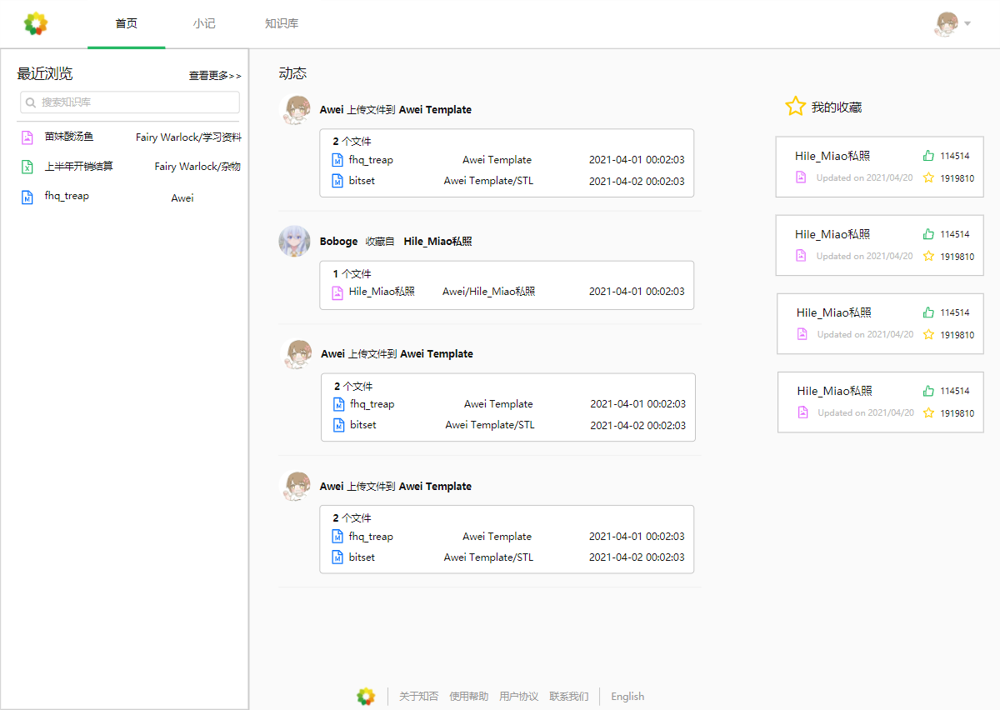 首页 小记 知识库
最近浏览 查看更多>>
搜索知识库
苗妹酸汤鱼 Fairy Warlock/学习资料
上半年开销结算 Fairy Warlock/杂物
fhq_treap Awei
动态
Awei 上传文件到 Awei Template
2 个文件
fhq_treap Awei Template 2021-04-01 00:02:03
bitset Awei Template/STL 2021-04-02 00:02:03
Boboge 收藏自 Hile_Miao私照
1 个文件
Hile_Miao私照 Awei/Hile_Miao私照 2021-04-01 00:02:03
Awei 上传文件到 Awei Template
2 个文件
fhq_treap Awei Template 2021-04-01 00:02:03
bitset Awei Template/STL 2021-04-02 00:02:03
Awei 上传文件到 Awei Template
2 个文件
fhq_treap Awei Template 2021-04-01 00:02:03
bitset Awei Template/STL 2021-04-02 00:02:03
我的收藏
Hile_Miao私照 114514
Updated on 2021/04/20 1919810
Hile_Miao私照 114514
Updated on 2021/04/20 1919810
Hile_Miao私照 114514
Updated on 2021/04/20 1919810
Hile_Miao私照 114514
Updated on 2021/04/20 1919810
关于知否 使用帮助 用户协议 联系我们 English